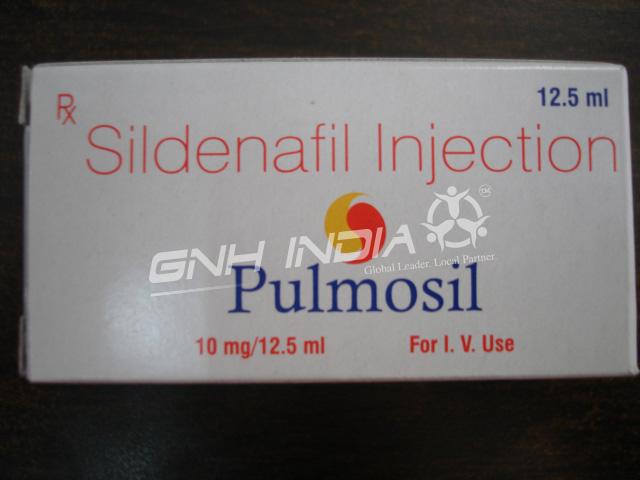 12.5 ml
Rx
Sildenafil Injection
GNH INDIA
TM
Global Leader. Local Partner.
Pulmosil
10 mg/12.5 ml
For I. V. Use